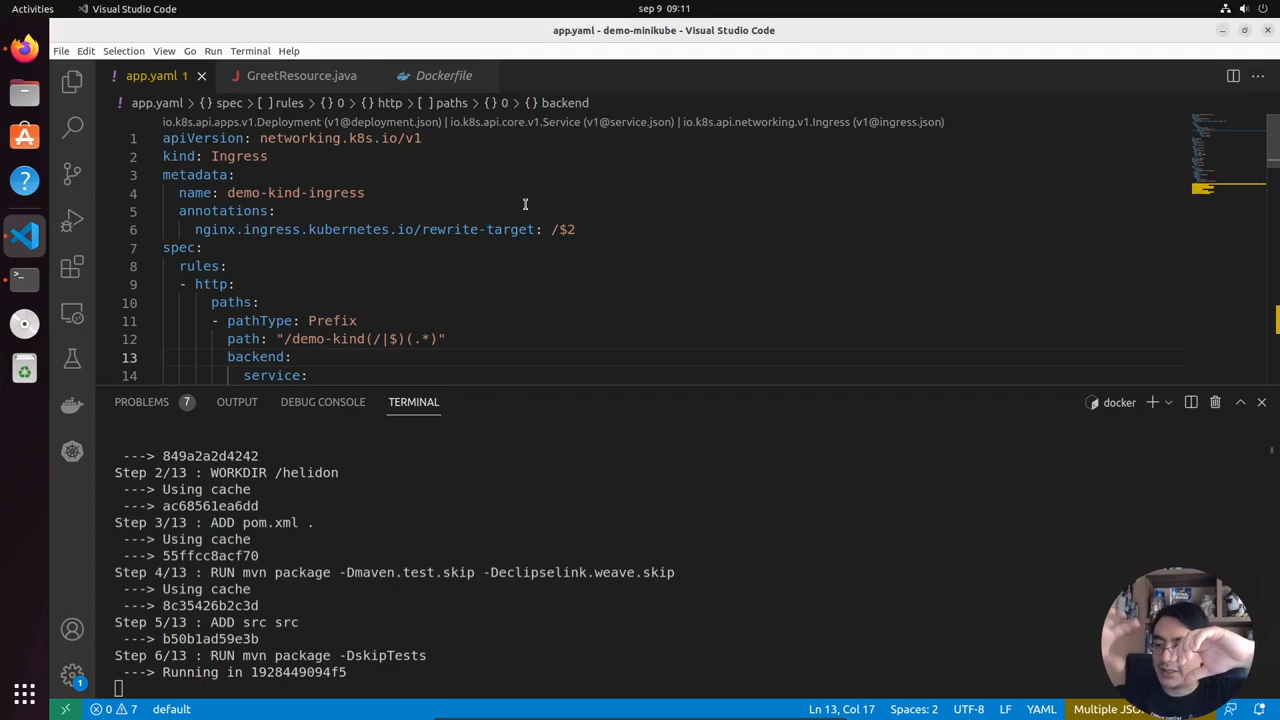 Activities
Visual Studio Code
sep 9 09:11
app.yaml - demo-minikube - Visual Studio Code
File Edit Selection View Go Run Terminal Help
! app.yaml 1
J GreetResource.java
Dockerfile
! app.yaml › {} spec › [ ] rules › {} 0 › {} http › [ ] paths › {} 0 › {} backend
io.k8s.api.apps.v1.Deployment (v1@deployment.json) | io.k8s.api.core.v1.Service (v1@service.json) | io.k8s.api.networking.v1.Ingress (v1@ingress.json)
1 apiVersion: networking.k8s.io/v1
2 kind: Ingress
3 metadata:
4 name: demo-kind-ingress
5 annotations:
6 nginx.ingress.kubernetes.io/rewrite-target: /$2
7 spec:
8 rules:
9 - http:
10 paths:
11 - pathType: Prefix
12 path: "/demo-kind(/|$)(.*)"
13 backend:
14 service:
PROBLEMS 7 OUTPUT DEBUG CONSOLE TERMINAL
docker
---> 849a2a2d4242
Step 2/13 : WORKDIR /helidon
---> Using cache
---> ac68561ea6dd
Step 3/13 : ADD pom.xml .
---> Using cache
---> 55ffcc8acf70
Step 4/13 : RUN mvn package -Dmaven.test.skip -Declipselink.weave.skip
---> Using cache
---> 8c35426b2c3d
Step 5/13 : ADD src src
---> b50b1ad59e3b
Step 6/13 : RUN mvn package -DskipTests
---> Running in 1928449094f5
1
0 7 default
Ln 13, Col 17 Spaces: 2 UTF-8 LF YAML Multiple JS